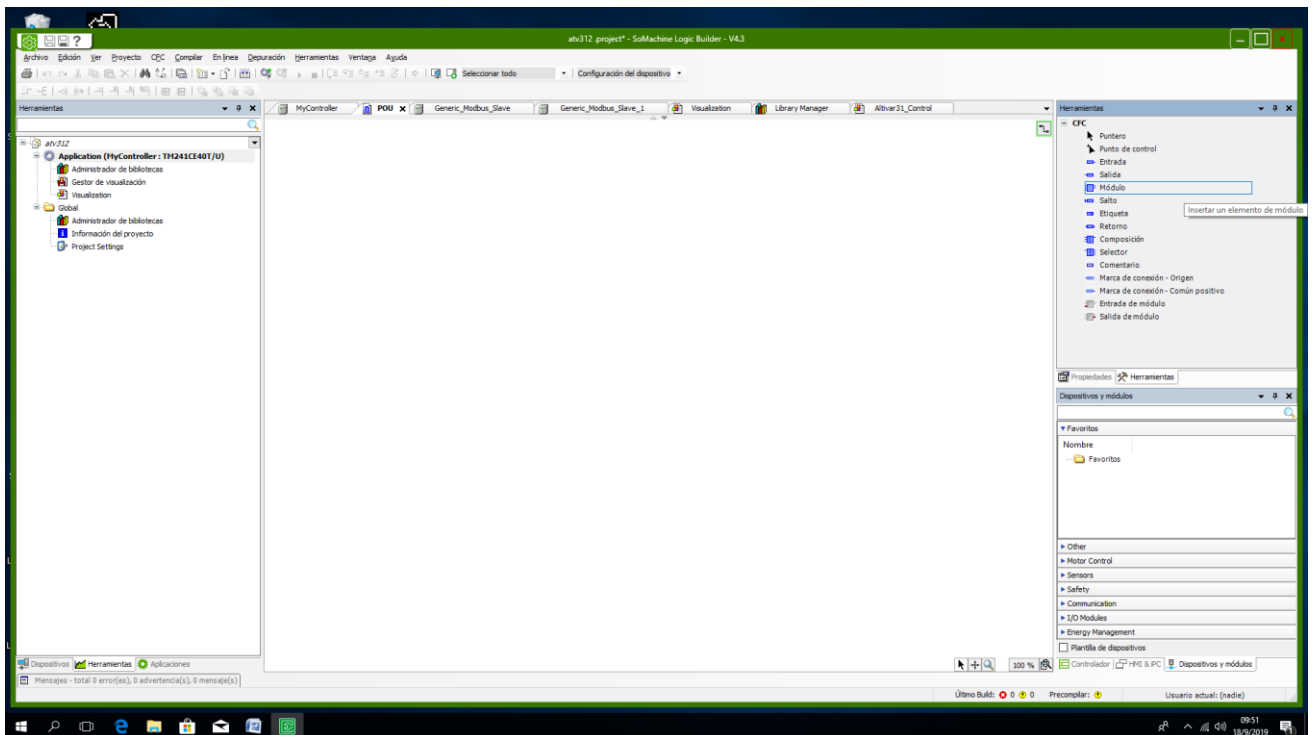 atv312 .project* - SoMachine Logic Builder - V4.3
Archivo Edición Ver Proyecto CFC Compilar En línea Depuración Herramientas Ventana Ayuda
Seleccionar todo
Configuración del dispositivo
Herramientas
MyController
POU
Generic_Modbus_Slave
Generic_Modbus_Slave_1
Visualization
Library Manager
Altivar31_Control
Herramientas
atv312
Application (MyController : TM241CE40T/U)
Administrador de bibliotecas
Gestor de visualización
Visualization
Global
Administrador de bibliotecas
Información del proyecto
Project Settings
CFC
Puntero
Punto de control
Entrada
Salida
Módulo
Salto
Insertar un elemento de módulo
Etiqueta
Retorno
Composición
Selector
Comentario
Marca de conexión - Origen
Marca de conexión - Común positivo
Entrada de módulo
Salida de módulo
Propiedades
Herramientas
Dispositivos y módulos
Favoritos
Nombre
Favoritos
Other
Motor Control
Sensors
Safety
Communication
I/O Modules
Energy Management
Plantilla de dispositivos
Dispositivos
Herramientas
Aplicaciones
100 %
Controlador
HMI & iPC
Dispositivos y módulos
Mensajes - total 0 error(es), 0 advertencia(s), 0 mensaje(s)
Último Build: 0 0 Precompilar:
Usuario actual: (nadie)
09:51
18/9/2019